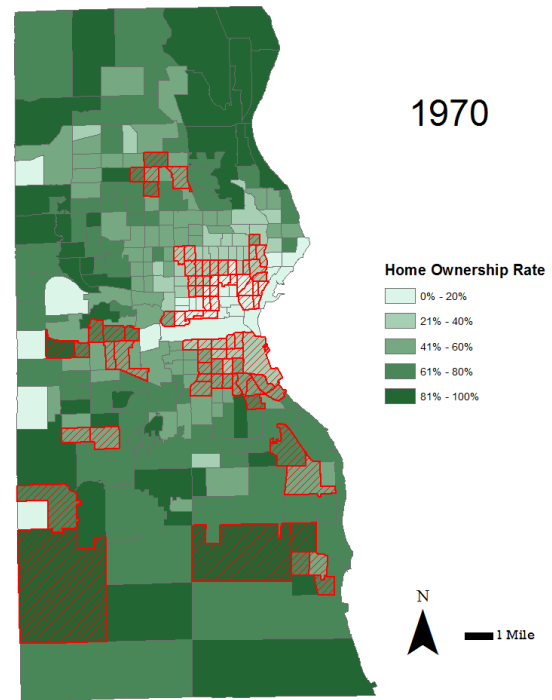 1970
Home Ownership Rate
0% - 20%
21% - 40%
41% - 60%
61% - 80%
81% - 100%
N
1 Mile